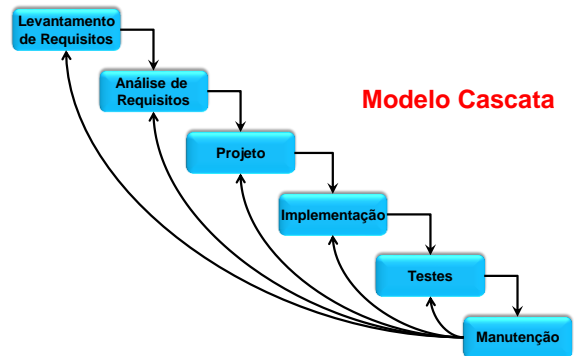 Levantamento
de Requisitos
Análise de
Requisitos
Modelo Cascata
Projeto
Implementação
Testes
Manutenção